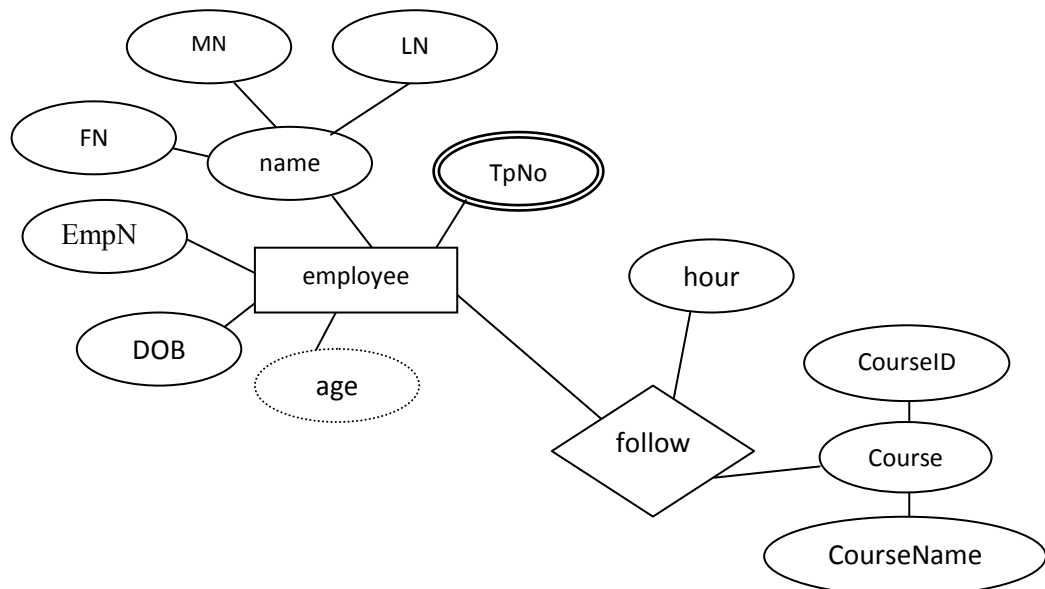 MN
LN
FN
name
TpNo
EmpN
employee
hour
DOB
age
CourseID
follow
Course
CourseName